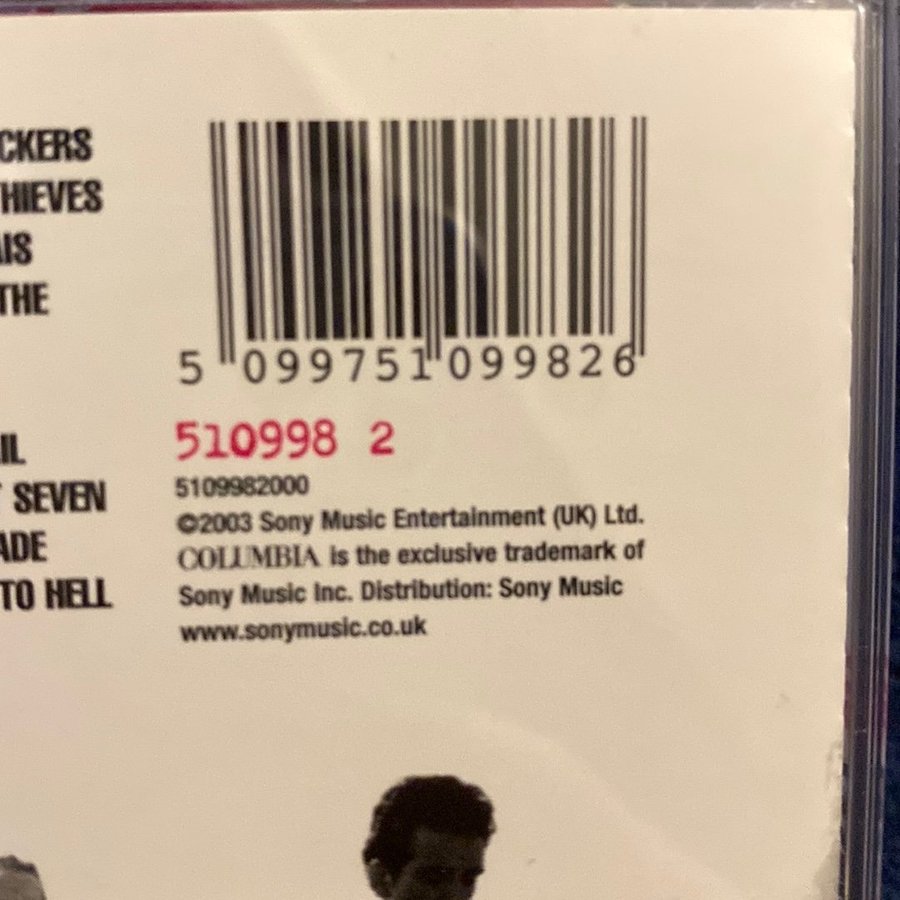 CKERS
HIEVES
AIS
THE
IL
T SEVEN
ADE
TO HELL
5 099751 099826
510998 2
5109982000
©2003 Sony Music Entertainment (UK) Ltd.
COLUMBIA is the exclusive trademark of
Sony Music Inc. Distribution: Sony Music
www.sonymusic.co.uk